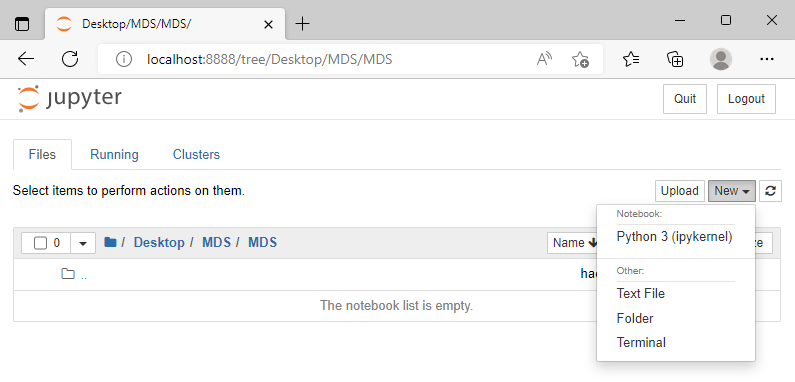 Desktop/MDS/MDS/
localhost:8888/tree/Desktop/MDS/MDS
jupyter
Quit
Logout
Files
Running
Clusters
Select items to perform actions on them.
Upload
New
0
/ Desktop / MDS / MDS
Name
Notebook:
Python 3 (ipykernel)
Other:
Text File
Folder
Terminal
..
The notebook list is empty.